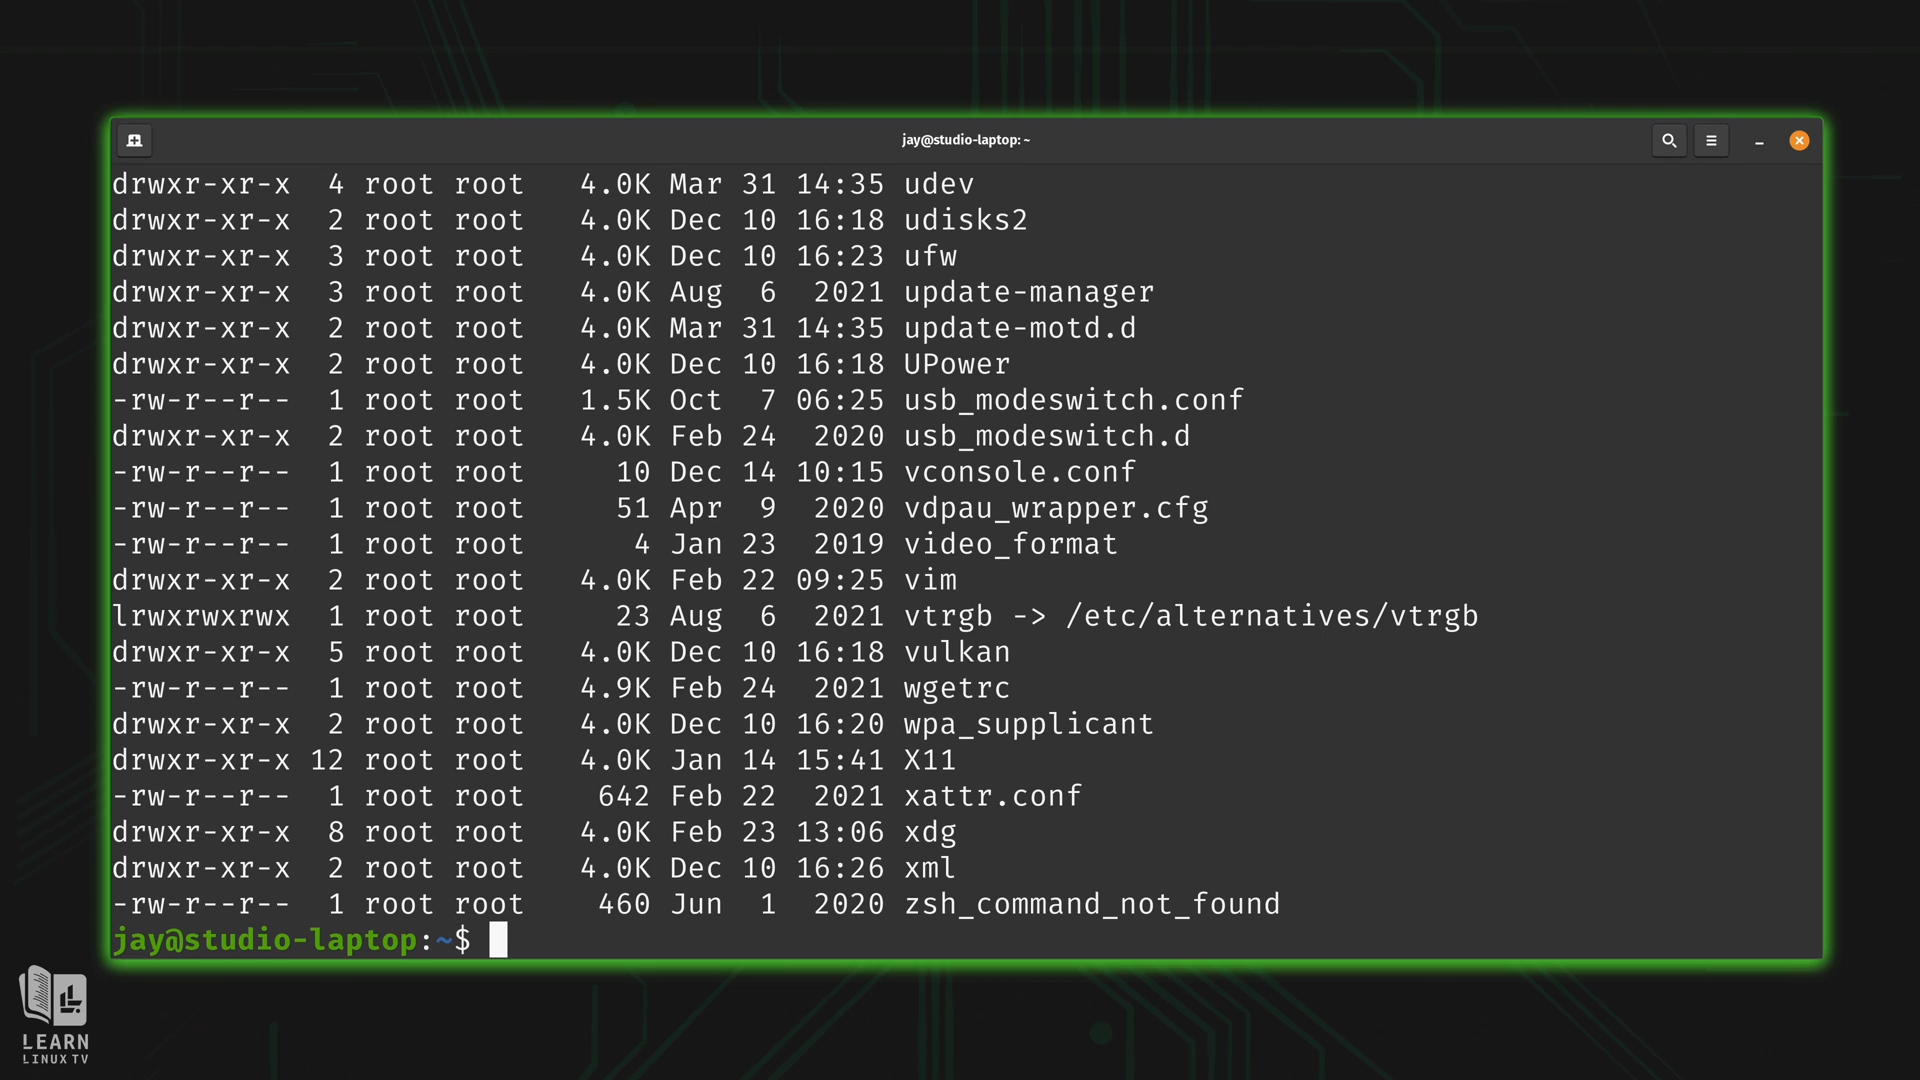 jay@studio-laptop: ~
drwxr-xr-x  4 root root   4.0K Mar 31 14:35 udev
drwxr-xr-x  2 root root   4.0K Dec 10 16:18 udisks2
drwxr-xr-x  3 root root   4.0K Dec 10 16:23 ufw
drwxr-xr-x  3 root root   4.0K Aug  6  2021 update-manager
drwxr-xr-x  2 root root   4.0K Mar 31 14:35 update-motd.d
drwxr-xr-x  2 root root   4.0K Dec 10 16:18 UPower
-rw-r--r--  1 root root   1.5K Oct  7 06:25 usb_modeswitch.conf
drwxr-xr-x  2 root root   4.0K Feb 24  2020 usb_modeswitch.d
-rw-r--r--  1 root root     10 Dec 14 10:15 vconsole.conf
-rw-r--r--  1 root root     51 Apr  9  2020 vdpau_wrapper.cfg
-rw-r--r--  1 root root      4 Jan 23  2019 video_format
drwxr-xr-x  2 root root   4.0K Feb 22 09:25 vim
lrwxrwxrwx  1 root root     23 Aug  6  2021 vtrgb -> /etc/alternatives/vtrgb
drwxr-xr-x  5 root root   4.0K Dec 10 16:18 vulkan
-rw-r--r--  1 root root   4.9K Feb 24  2021 wgetrc
drwxr-xr-x  2 root root   4.0K Dec 10 16:20 wpa_supplicant
drwxr-xr-x 12 root root   4.0K Jan 14 15:41 X11
-rw-r--r--  1 root root    642 Feb 22  2021 xattr.conf
drwxr-xr-x  8 root root   4.0K Feb 23 13:06 xdg
drwxr-xr-x  2 root root   4.0K Dec 10 16:26 xml
-rw-r--r--  1 root root    460 Jun  1  2020 zsh_command_not_found
jay@studio-laptop:~$
LEARN
LINUX TV